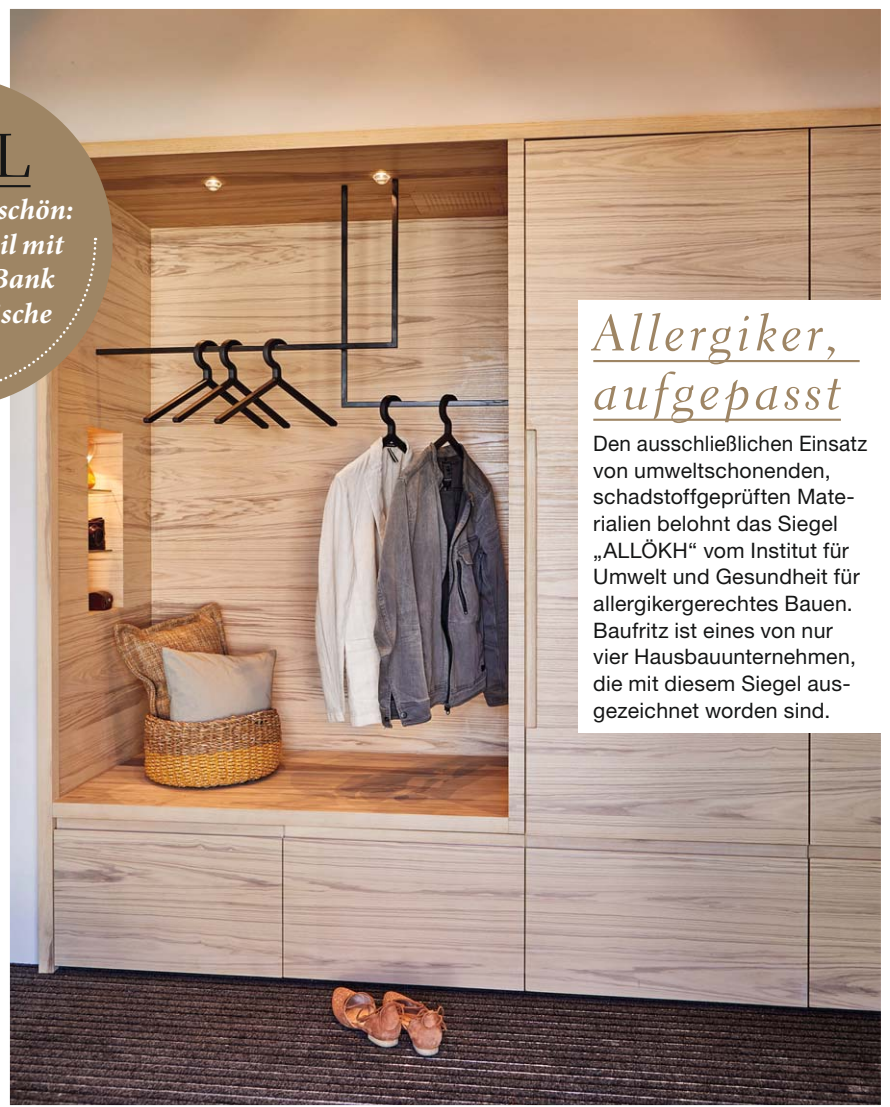 L
schön:
mit
Bank
Allergiker,
aufgepasst
Den ausschließlichen Einsatz
von umweltschonenden,
schadstoffgeprüften Mate-
rialien belohnt das Siegel
„ALLÖKH“ vom Institut für
Umwelt und Gesundheit für
allergikergerechtes Bauen.
Baufritz ist eines von nur
vier Hausbauunternehmen,
die mit diesem Siegel aus-
gezeichnet worden sind.